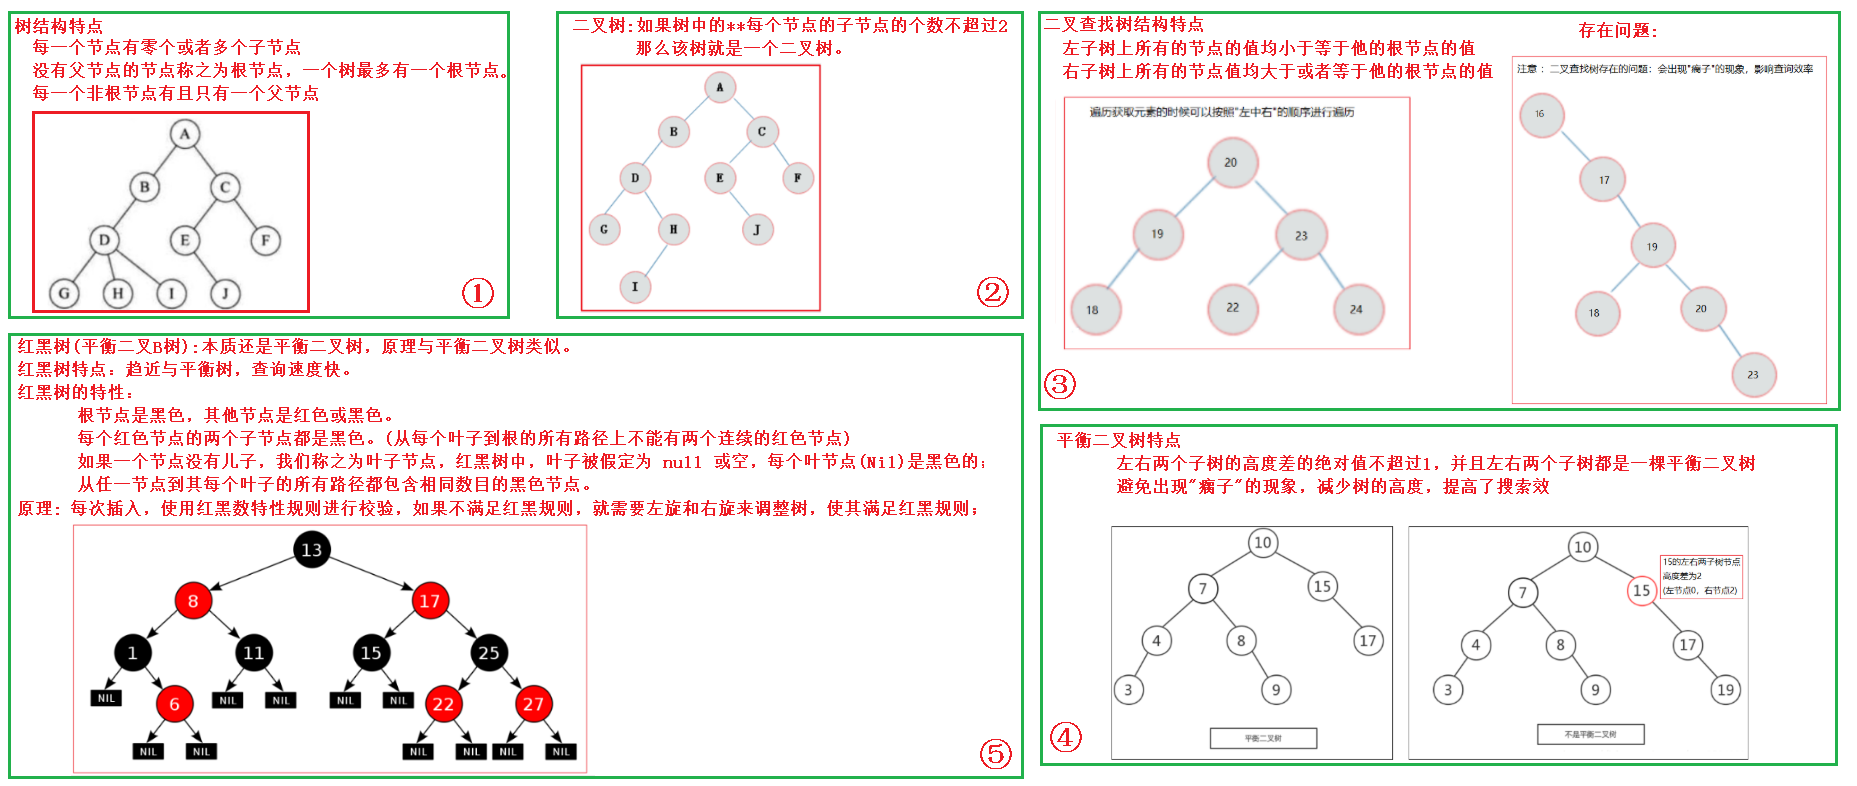 树结构特点
每一个节点有零个或者多个子节点
没有父节点的节点称之为根节点，一个树最多有一个根节点。
每一个非根节点有且只有一个父节点
A
B
C
D
E
F
G
H
I
J
①
二叉树:如果树中的**每个节点的子节点的个数不超过2
那么该树就是一个二叉树。
A
B
C
D
E
F
G
H
J
I
②
二叉查找树结构特点
左子树上所有的节点的值均小于等于他的根节点的值
右子树上所有的节点值均大于或者等于他的根节点的值
遍历获取元素的时候可以按照"左中右"的顺序进行遍历
20
19
23
18
22
24
③
存在问题:
注意： 二叉查找树存在的问题: 会出现"瘸子"的现象，影响查询效率
16
17
19
18
20
23
平衡二叉树特点
左右两个子树的高度差的绝对值不超过1，并且左右两个子树都是一棵平衡二叉树
避免出现"瘸子"的现象，减少树的高度，提高了搜索效
10
7
15
4
8
17
3
9
平衡二叉树
10
7
15
15的左右两子树节点
高度差为2
(左节点0，右节点2)
4
8
17
3
9
19
不是平衡二叉树
④
红黑树(平衡二叉B树):本质还是平衡二叉树，原理与平衡二叉树类似。
红黑树特点: 趋近与平衡树，查询速度快。
红黑树的特性:
根节点是黑色，其他节点是红色或黑色。
每个红色节点的两个子节点都是黑色。(从每个叶子到根的所有路径上不能有两个连续的红色节点)
如果一个节点没有儿子，我们称之为叶子节点，红黑树中，叶子被假定为 null 或空，每个叶节点(Nil)是黑色的;
从任一节点到其每个叶子的所有路径都包含相同数目的黑色节点。
原理: 每次插入，使用红黑数特性规则进行校验，如果不满足红黑规则，就需要左旋和右旋来调整树，使其满足红黑规则;
13
8
17
1
11
15
25
NIL
6
NIL
NIL
NIL
NIL
22
27
NIL
NIL
NIL
NIL
NIL
NIL
⑤